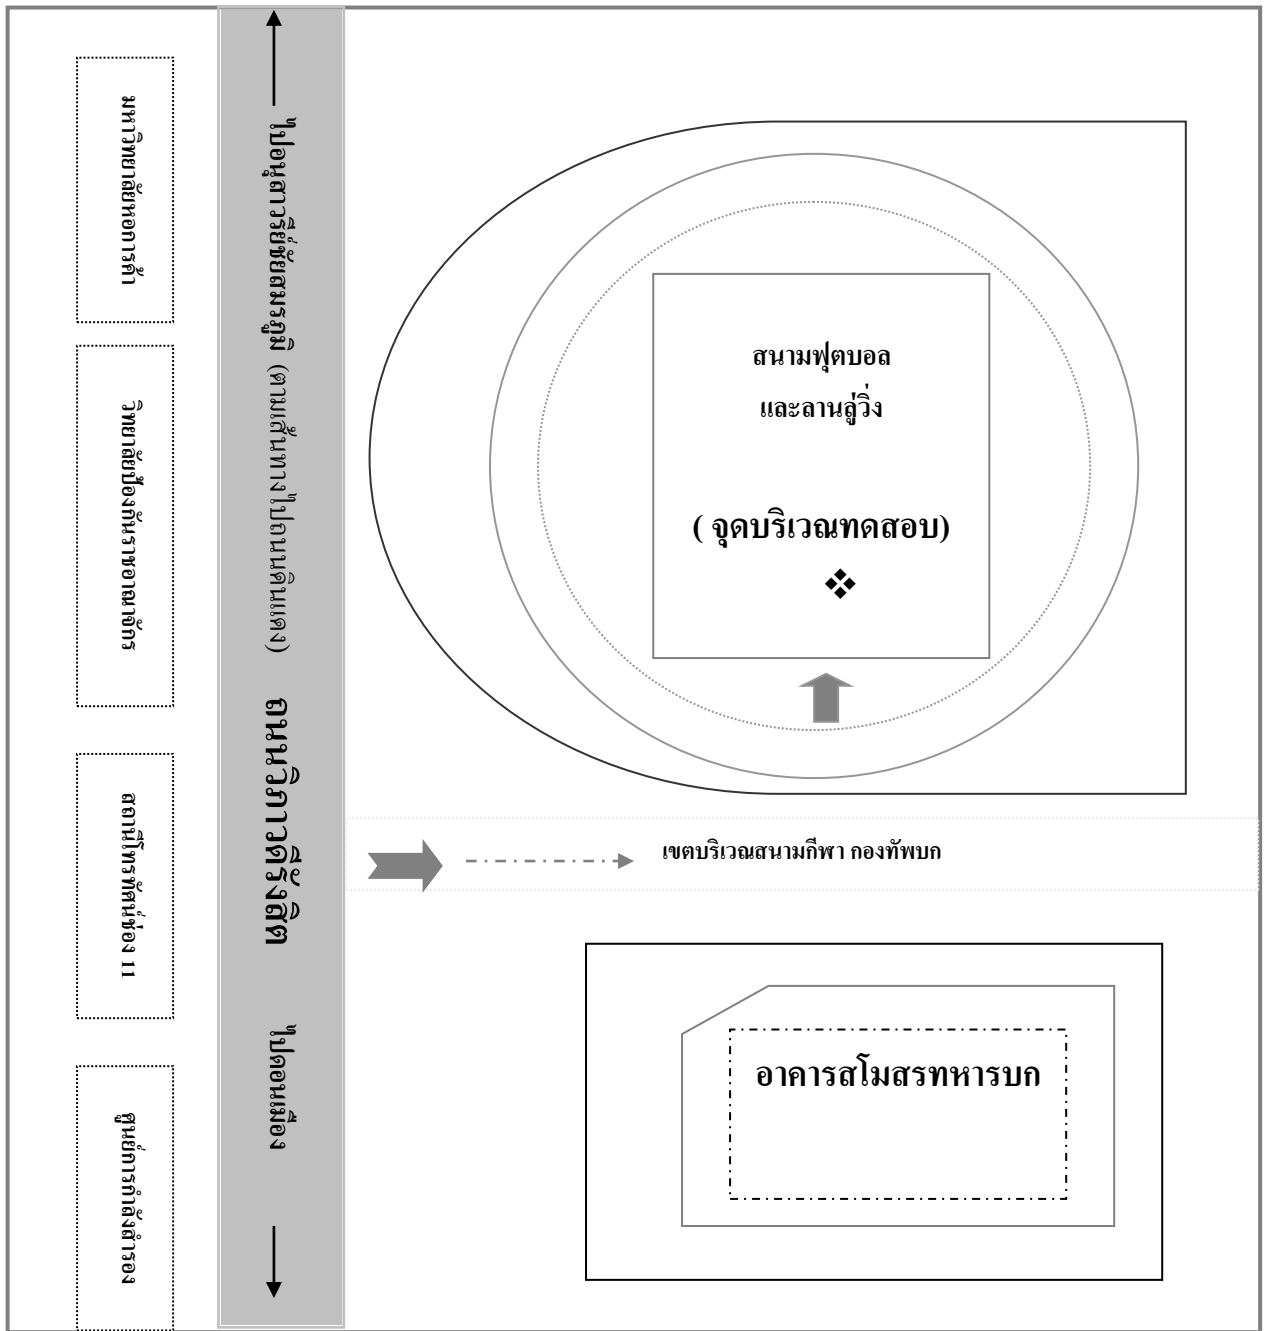 มหาวิทยาลัยหอการค้า
วิทยาลัยป้องกันราชอาณาจักร
สถานีโทรทัศน์ช่อง 11
ศูนย์การกำลังสำรอง
ไปอนุสาวรีย์ชัยสมรภูมิ (ตามเส้นทางไปถนนดินแดง) ถนนวิภาวดีรังสิต ไปดอนเมือง
สนามฟุตบอล
และลานลู่วิ่ง
( จุดบริเวณทดสอบ)
เขตบริเวณสนามกีฬา กองทัพบก
อาคารสโมสรทหารบก